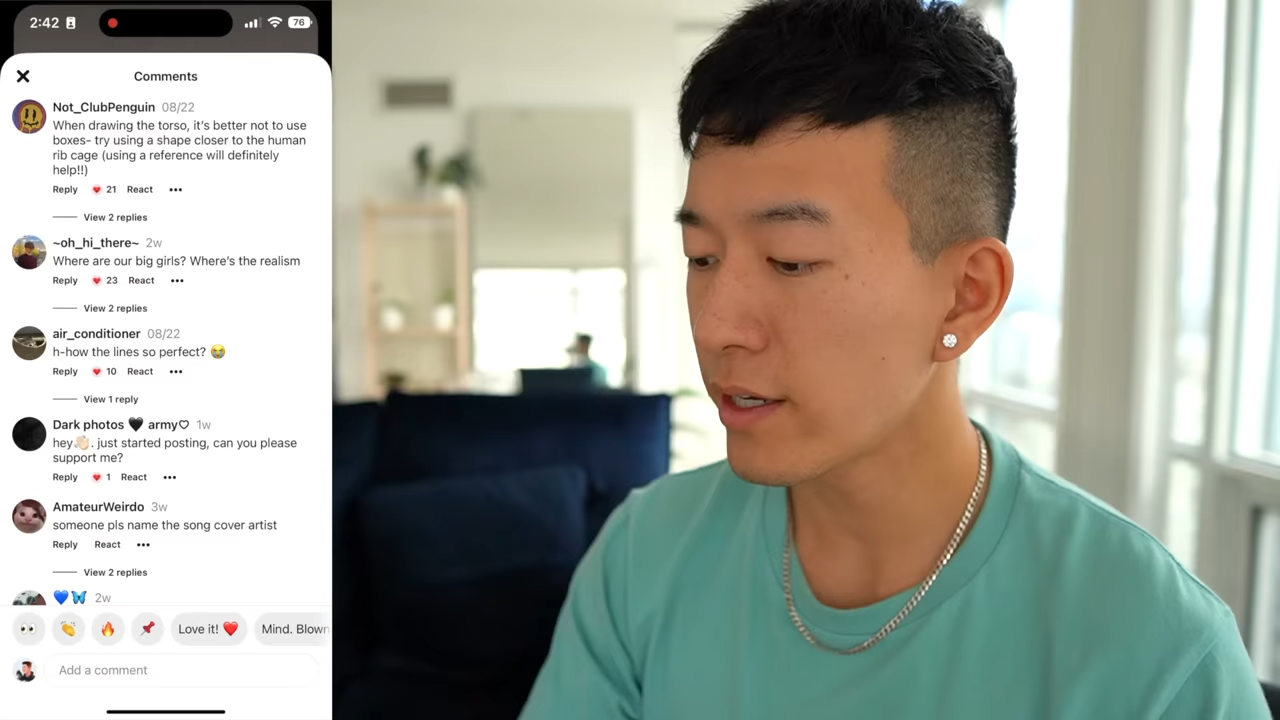 2:42
76
Comments
Not_ClubPenguin 08/22
When drawing the torso, it's better not to use
boxes- try using a shape closer to the human
rib cage (using a reference will definitely
help!!)
Reply ❤️ 21 React •••
View 2 replies
~oh_hi_there~ 2w
Where are our big girls? Where's the realism
Reply ❤️ 23 React •••
View 2 replies
air_conditioner 08/22
h-how the lines so perfect? 😭
Reply ❤️ 10 React •••
View 1 reply
Dark photos 🖤 army♡ 1w
hey👋🏻. just started posting, can you please
support me?
Reply ❤️ 1 React •••
AmateurWeirdo 3w
someone pls name the song cover artist
Reply React •••
View 2 replies
💙🦋 2w
👀 👏 🔥 📌 Love it! ❤️ Mind. Blown
Add a comment